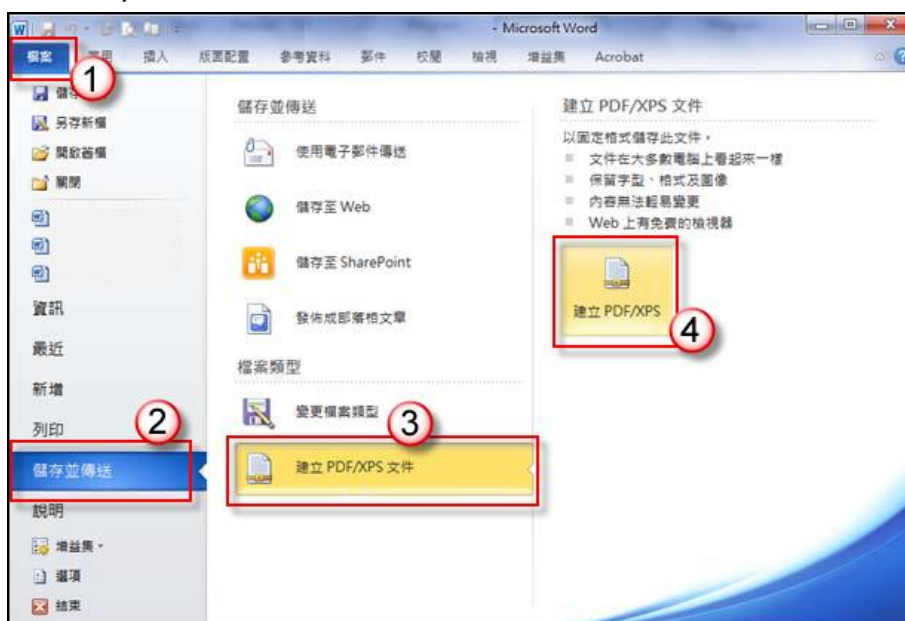 - Microsoft Word
檔案
插入
版面配置
參考資料
郵件
校閱
檢視
增益集
Acrobat
1
另存新檔
開啟舊檔
關閉
資訊
最近
新增
列印
2
儲存並傳送
說明
增益集
選項
結束
儲存並傳送
使用電子郵件傳送
儲存至 Web
儲存至 SharePoint
發佈成部落格文章
檔案類型
變更檔案類型
3
建立 PDF/XPS 文件
建立 PDF/XPS 文件
以固定格式儲存此文件。
文件在大多數電腦上看起來一樣
保留字型、格式及圖像
內容無法輕易變更
Web 上有免費的檢視器
建立 PDF/XPS
4